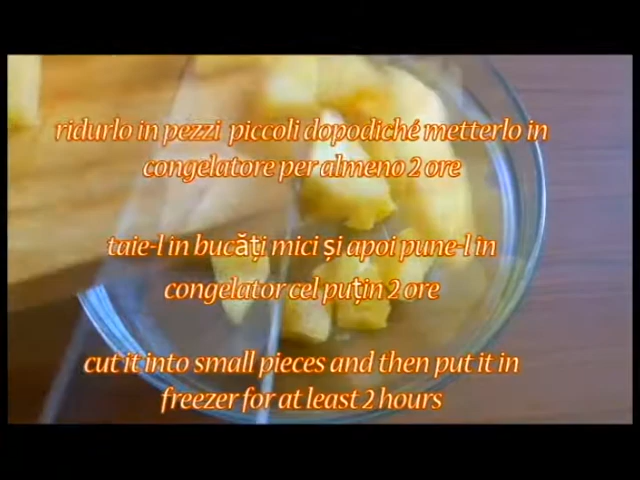 ridurlo in pezzi piccoli dopodiché metterlo in
congelatore per almeno 2 ore
taie-l in bucăți mici și apoi pune-l in
congelator cel puțin 2 ore
cut it into small pieces and then put it in
freezer for at least 2 hours